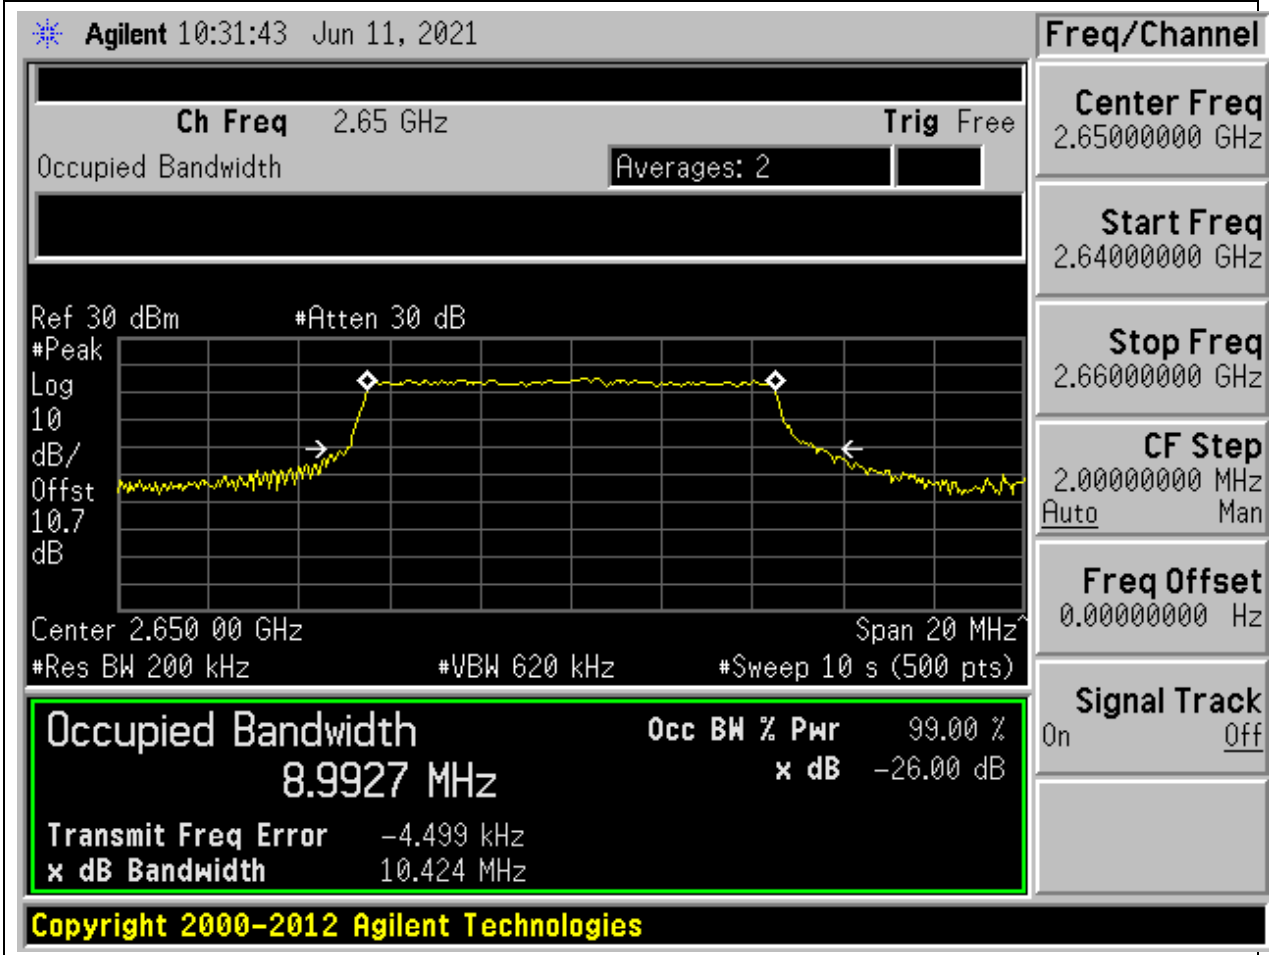 Agilent 10:31:43 Jun 11, 2021
Freq/Channel
Ch Freq 2.65 GHz Trig Free
Occupied Bandwidth Averages: 2
Center Freq
2.65000000 GHz
Start Freq
2.64000000 GHz
Stop Freq
2.66000000 GHz
CF Step
2.00000000 MHz
Auto Man
Freq Offset
0.00000000 Hz
Signal Track
On Off
Ref 30 dBm #Atten 30 dB
#Peak
Log
10
dB/
Offst
10.7
dB
Center 2.650 00 GHz Span 20 MHz^
#Res BW 200 kHz #VBW 620 kHz #Sweep 10 s (500 pts)
Occupied Bandwidth Occ BW % Pwr 99.00 %
8.9927 MHz x dB -26.00 dB
Transmit Freq Error -4.499 kHz
x dB Bandwidth 10.424 MHz
Copyright 2000-2012 Agilent Technologies